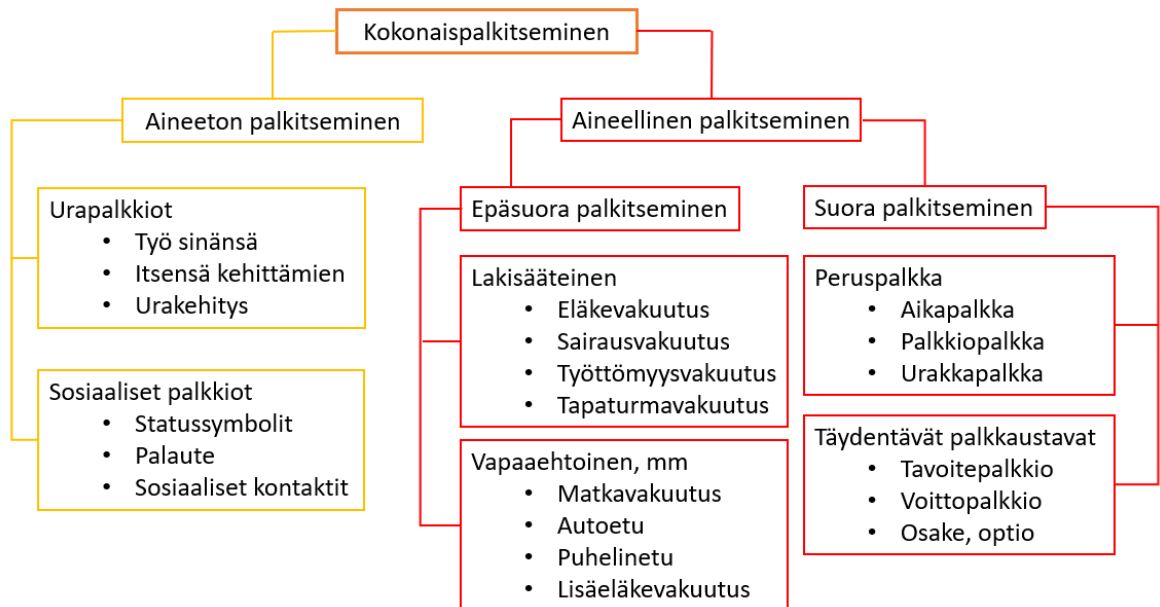 Kokonaispalkitseminen
Aineeton palkitseminen
Aineellinen palkitseminen
Urapalkkiot
• Työ sinänsä
• Itsensä kehittämien
• Urakehitys
Sosiaaliset palkkiot
• Statussymbolit
• Palaute
• Sosiaaliset kontaktit
Epäsuora palkitseminen
Lakisääteinen
• Eläkevakuutus
• Sairausvakuutus
• Työttömyysvakuutus
• Tapaturmavakuutus
Vapaaehtoinen, mm
• Matkavakuutus
• Autoetu
• Puhelinetu
• Lisäeläkevakuutus
Suora palkitseminen
Peruspalkka
• Aikapalkka
• Palkkiopalkka
• Urakkapalkka
Täydentävät palkkaustavat
• Tavoitepalkkio
• Voittopalkkio
• Osake, optio